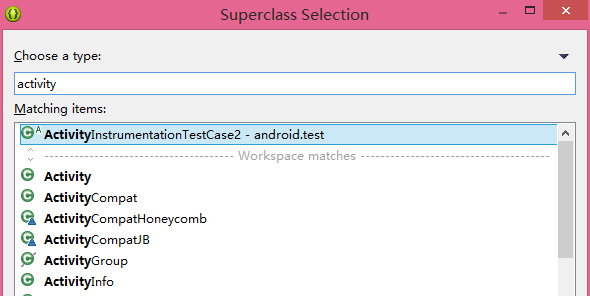 Superclass Selection
Choose a type:
activity
Matching items:
A ActivityInstrumentationTestCase2 - android.test
Workspace matches
Activity
ActivityCompat
ActivityCompatHoneycomb
ActivityCompatJB
ActivityGroup
ActivityInfo